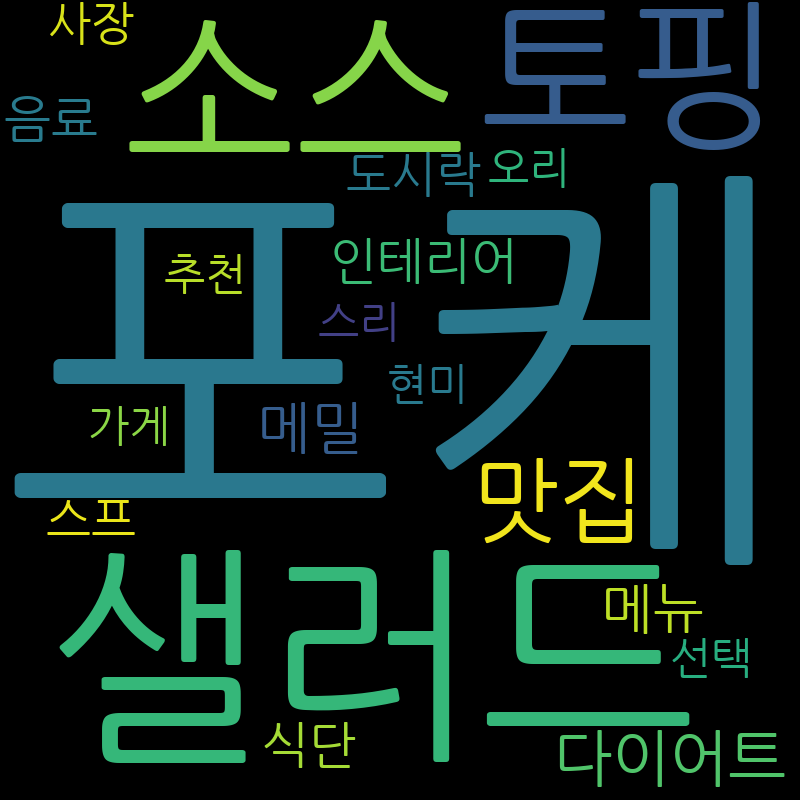 사장
소스
토핑
음료
도시락
오리
포케
추천
인테리어
스리
현미
가게
메밀
맛집
스프
샐러드
메뉴
선택
식단
다이어트